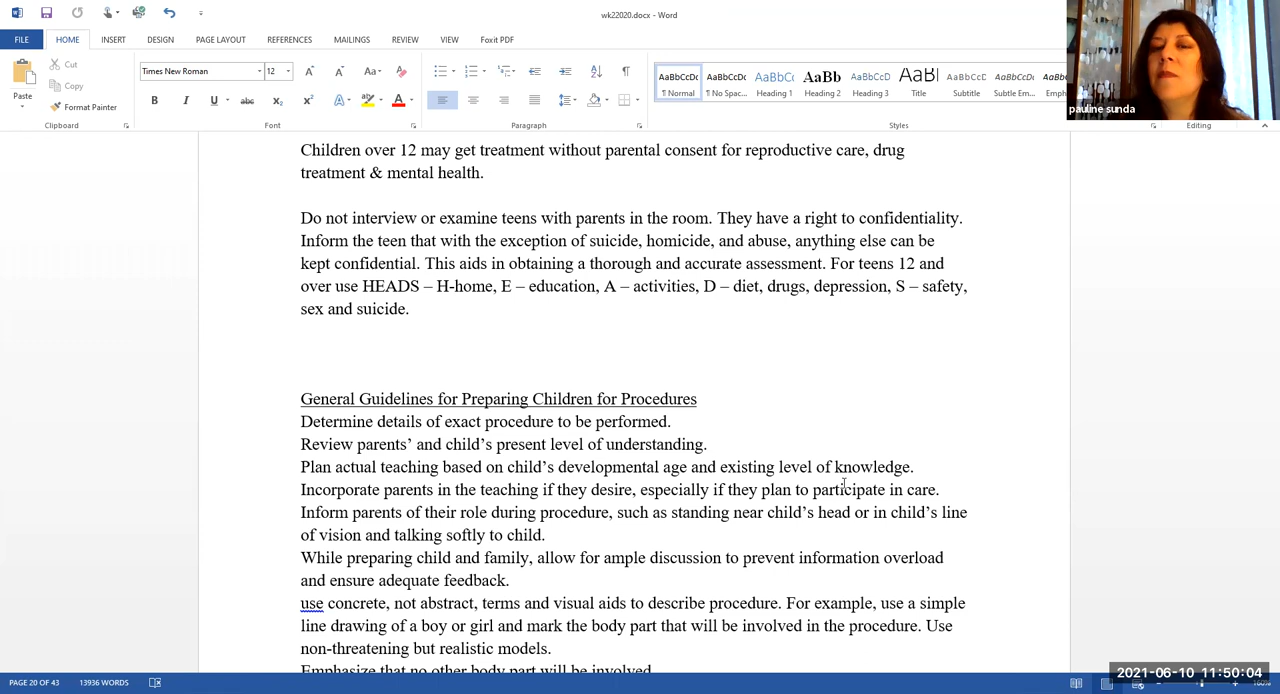 wk22020.docx - Word
FILE HOME INSERT DESIGN PAGE LAYOUT REFERENCES MAILINGS REVIEW VIEW Foxit PDF
Paste
Cut
Copy
Format Painter
Clipboard
Times New Roman 12
Font
Paragraph
AaBbCcDc AaBbCcDc AaBbCc AaBb AaBbCcD AaB AaBbCcD AaBbCcDc AaBb
¶ Normal ¶ No Spac... Heading 1 Heading 2 Heading 3 Title Subtitle Subtle Em... Emph
Styles
Editing
pauline sunda
Children over 12 may get treatment without parental consent for reproductive care, drug
treatment & mental health.
Do not interview or examine teens with parents in the room. They have a right to confidentiality.
Inform the teen that with the exception of suicide, homicide, and abuse, anything else can be
kept confidential. This aids in obtaining a thorough and accurate assessment. For teens 12 and
over use HEADS – H-home, E – education, A – activities, D – diet, drugs, depression, S – safety,
sex and suicide.
General Guidelines for Preparing Children for Procedures
Determine details of exact procedure to be performed.
Review parents’ and child’s present level of understanding.
Plan actual teaching based on child’s developmental age and existing level of knowledge.
Incorporate parents in the teaching if they desire, especially if they plan to participate in care.
Inform parents of their role during procedure, such as standing near child’s head or in child’s line
of vision and talking softly to child.
While preparing child and family, allow for ample discussion to prevent information overload
and ensure adequate feedback.
use concrete, not abstract, terms and visual aids to describe procedure. For example, use a simple
line drawing of a boy or girl and mark the body part that will be involved in the procedure. Use
non-threatening but realistic models.
Emphasize that no other body part will be involved.
PAGE 20 OF 43 13936 WORDS
2021-06-10 11:50:04